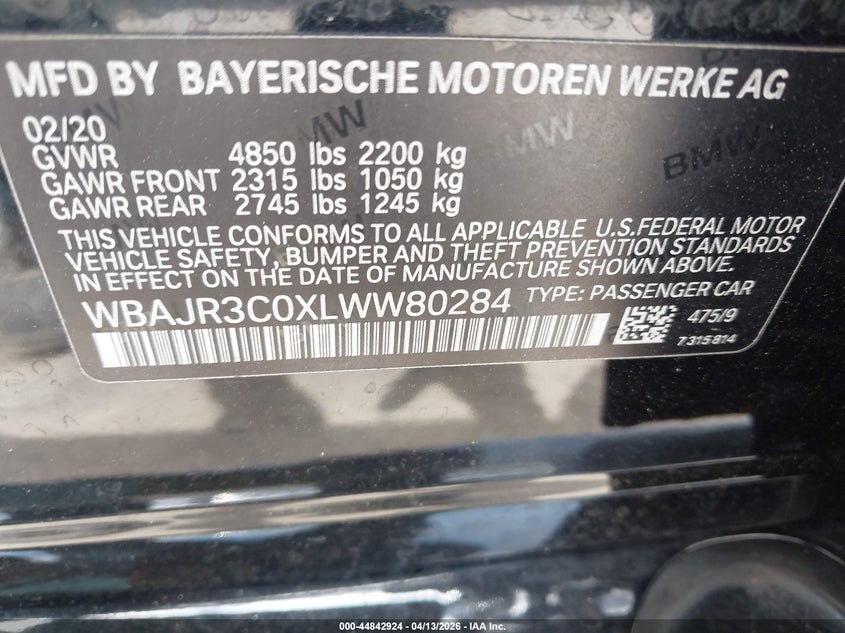 MFD BY BAYERISCHE MOTOREN WERKE AG
02/20
GVWR 4850 lbs 2200 kg
GAWR FRONT 2315 lbs 1050 kg
GAWR REAR 2745 lbs 1245 kg
THIS VEHICLE CONFORMS TO ALL APPLICABLE U.S.FEDERAL MOTOR
VEHICLE SAFETY, BUMPER AND THEFT PREVENTION STANDARDS
IN EFFECT ON THE DATE OF MANUFACTURE SHOWN ABOVE.
WBAJR3C0XLWW80284 TYPE: PASSENGER CAR
475/9
7315814
BMW
BMW
BMW
000-44842924 | 04/13/2026 | IAA Inc.